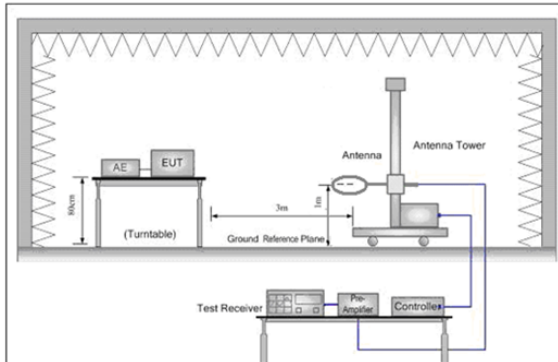 Antenna Tower
Antenna
AE
EUT
80cm
(Turntable)
3m
1m
Ground Reference Plane
Test Receiver
Pre-
Amplifier
Controller